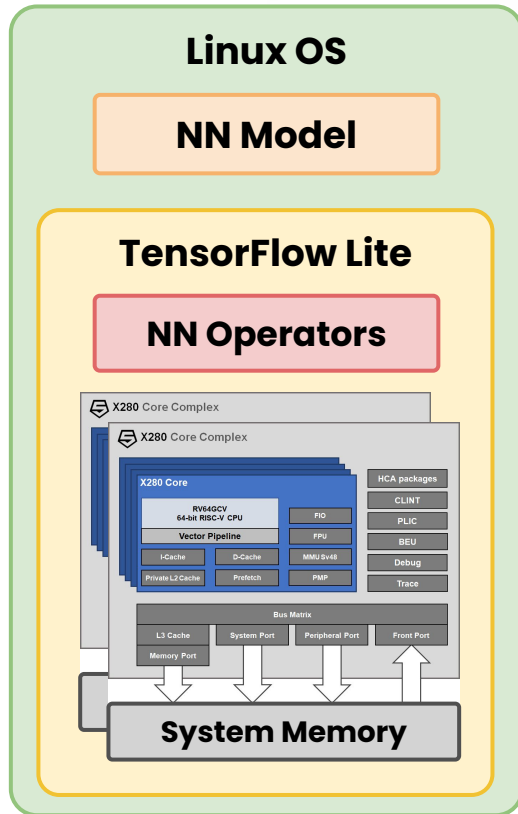 Linux OS
NN Model
TensorFlow Lite
NN Operators
X280 Core Complex
X280 Core Complex
X280 Core
RV64GCV
64-bit RISC-V CPU
Vector Pipeline
I-Cache
D-Cache
Private L2 Cache
Prefetch
FIO
FPU
MMU Sv48
PMP
HCA packages
CLINT
PLIC
BEU
Debug
Trace
Bus Matrix
L3 Cache
System Port
Peripheral Port
Front Port
Memory Port
System Memory